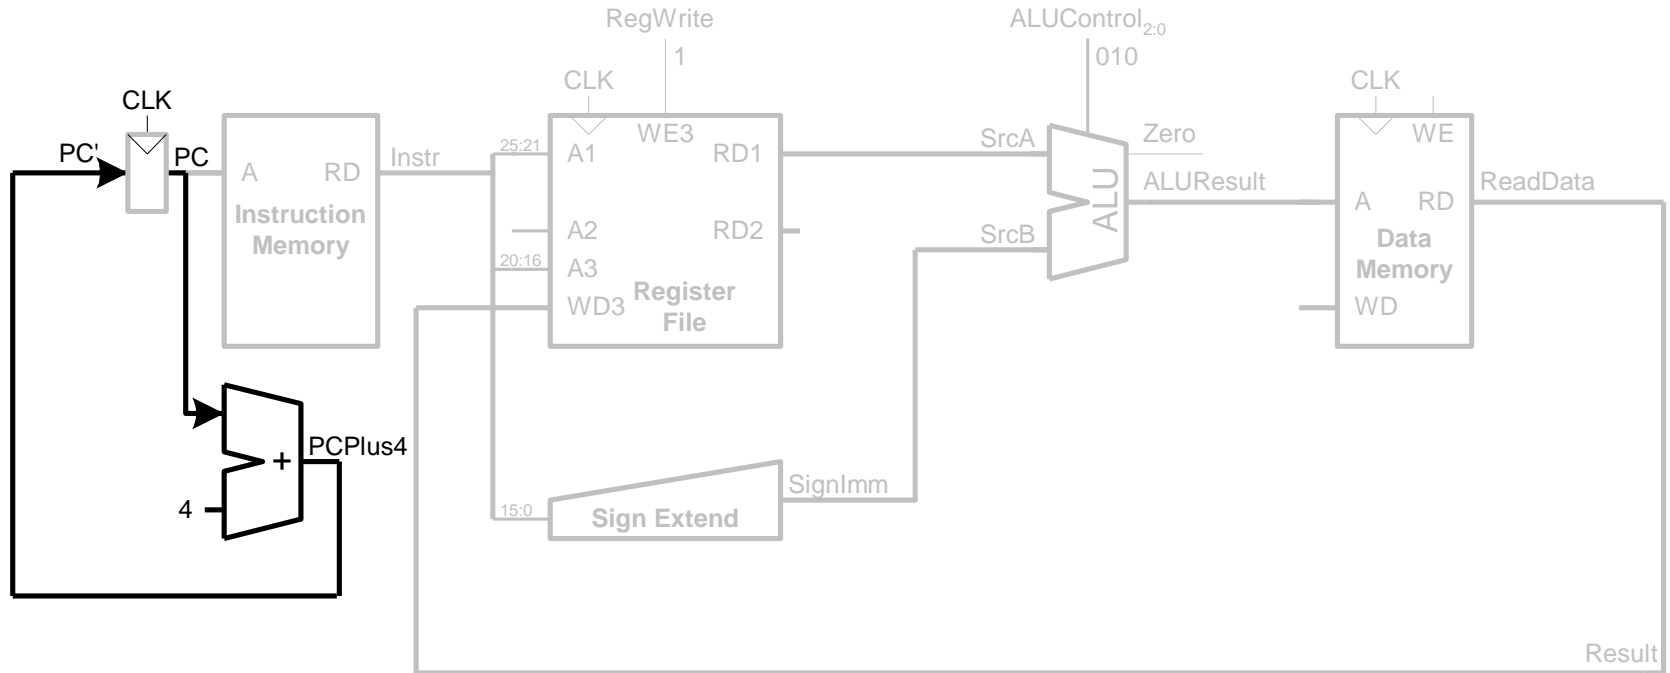 RegWrite
ALUControl2:0
1
010
CLK
CLK
CLK
WE3
WE
PC'
PC
A
RD
Instr
25:21
A1
RD1
SrcA
Zero
ALU
ALUResult
A
RD
ReadData
Instruction
Memory
A2
RD2
SrcB
Data
Memory
20:16
A3
WD3
Register
File
WD
PCPlus4
+
4
SignImm
15:0
Sign Extend
Result